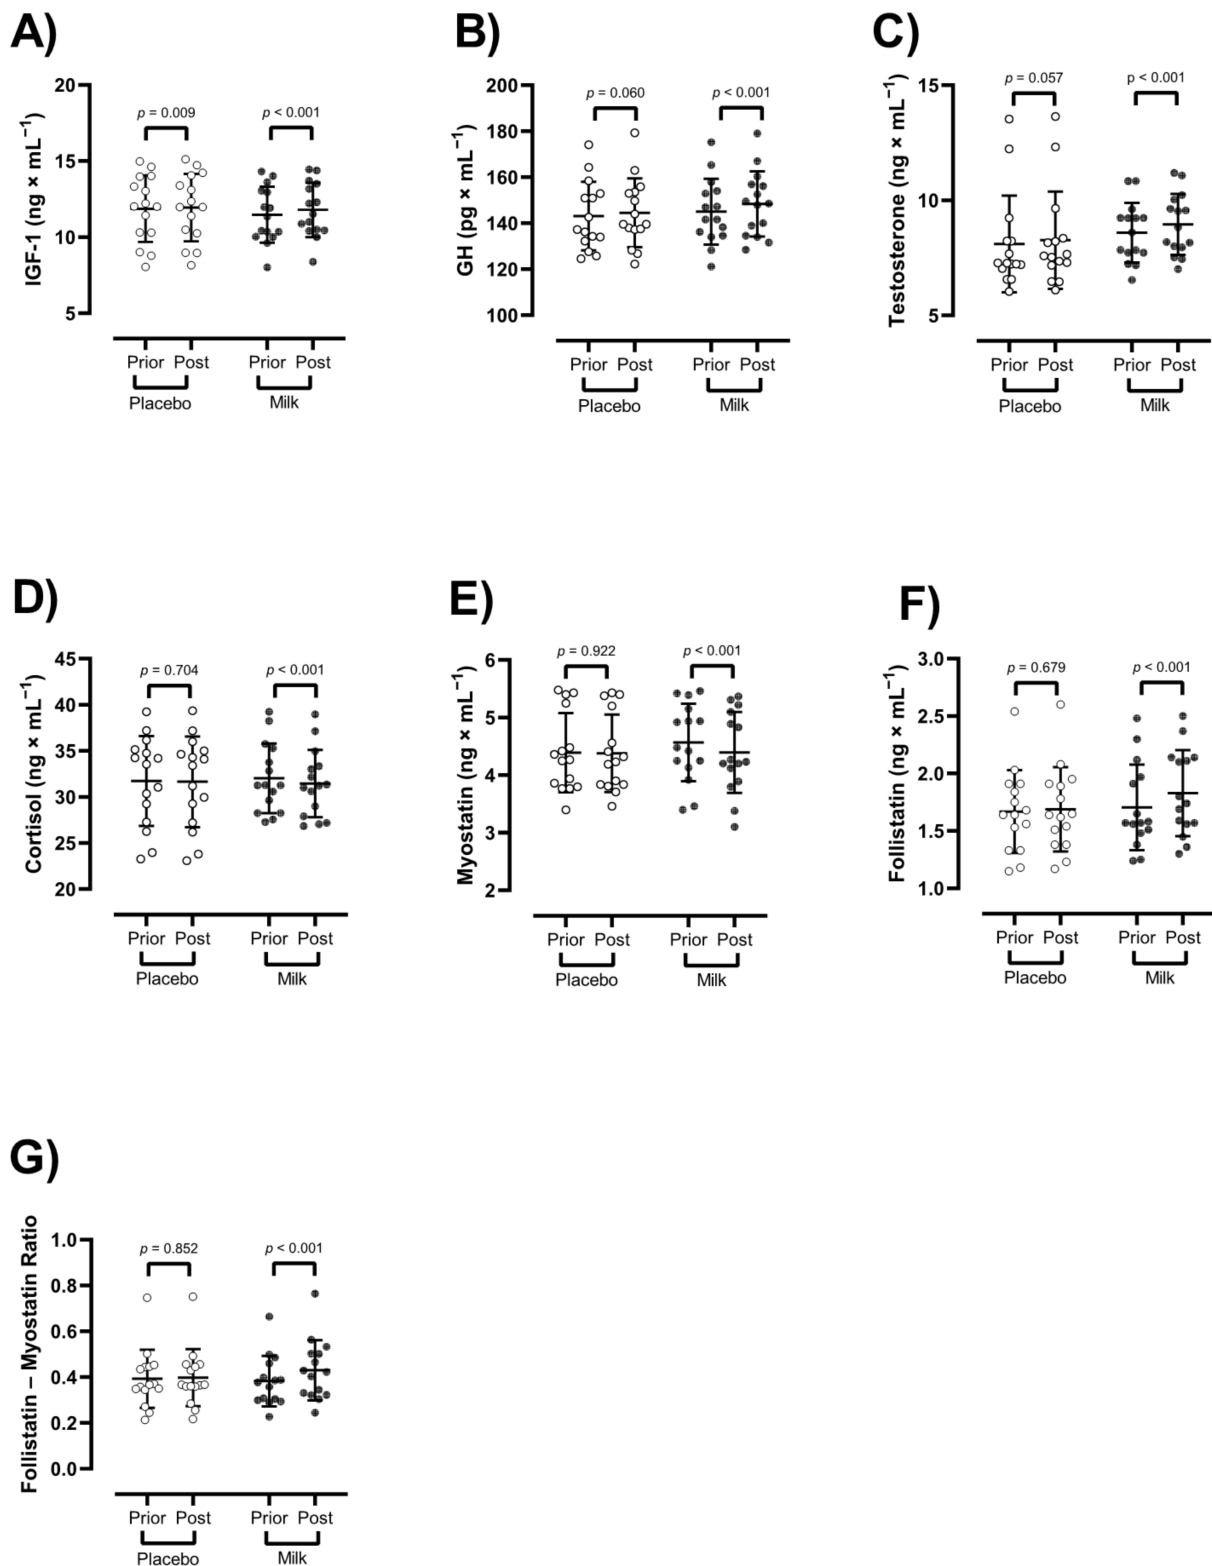 A)
IGF-1 (ng × mL⁻¹)
20
15
10
5
p = 0.009
p < 0.001
Prior Post Prior Post
Placebo Milk
B)
GH (pg × mL⁻¹)
200
180
160
140
120
100
p = 0.060
p < 0.001
Prior Post Prior Post
Placebo Milk
C)
Testosterone (ng × mL⁻¹)
15
10
5
p = 0.057
p < 0.001
Prior Post Prior Post
Placebo Milk
D)
Cortisol (ng × mL⁻¹)
45
40
35
30
25
20
p = 0.704
p < 0.001
Prior Post Prior Post
Placebo Milk
E)
Myostatin (ng × mL⁻¹)
6
5
4
3
2
p = 0.922
p < 0.001
Prior Post Prior Post
Placebo Milk
F)
Follistatin (ng × mL⁻¹)
3.0
2.5
2.0
1.5
1.0
p = 0.679
p < 0.001
Prior Post Prior Post
Placebo Milk
G)
Follistatin – Myostatin Ratio
1.0
0.8
0.6
0.4
0.2
0.0
p = 0.852
p < 0.001
Prior Post Prior Post
Placebo Milk